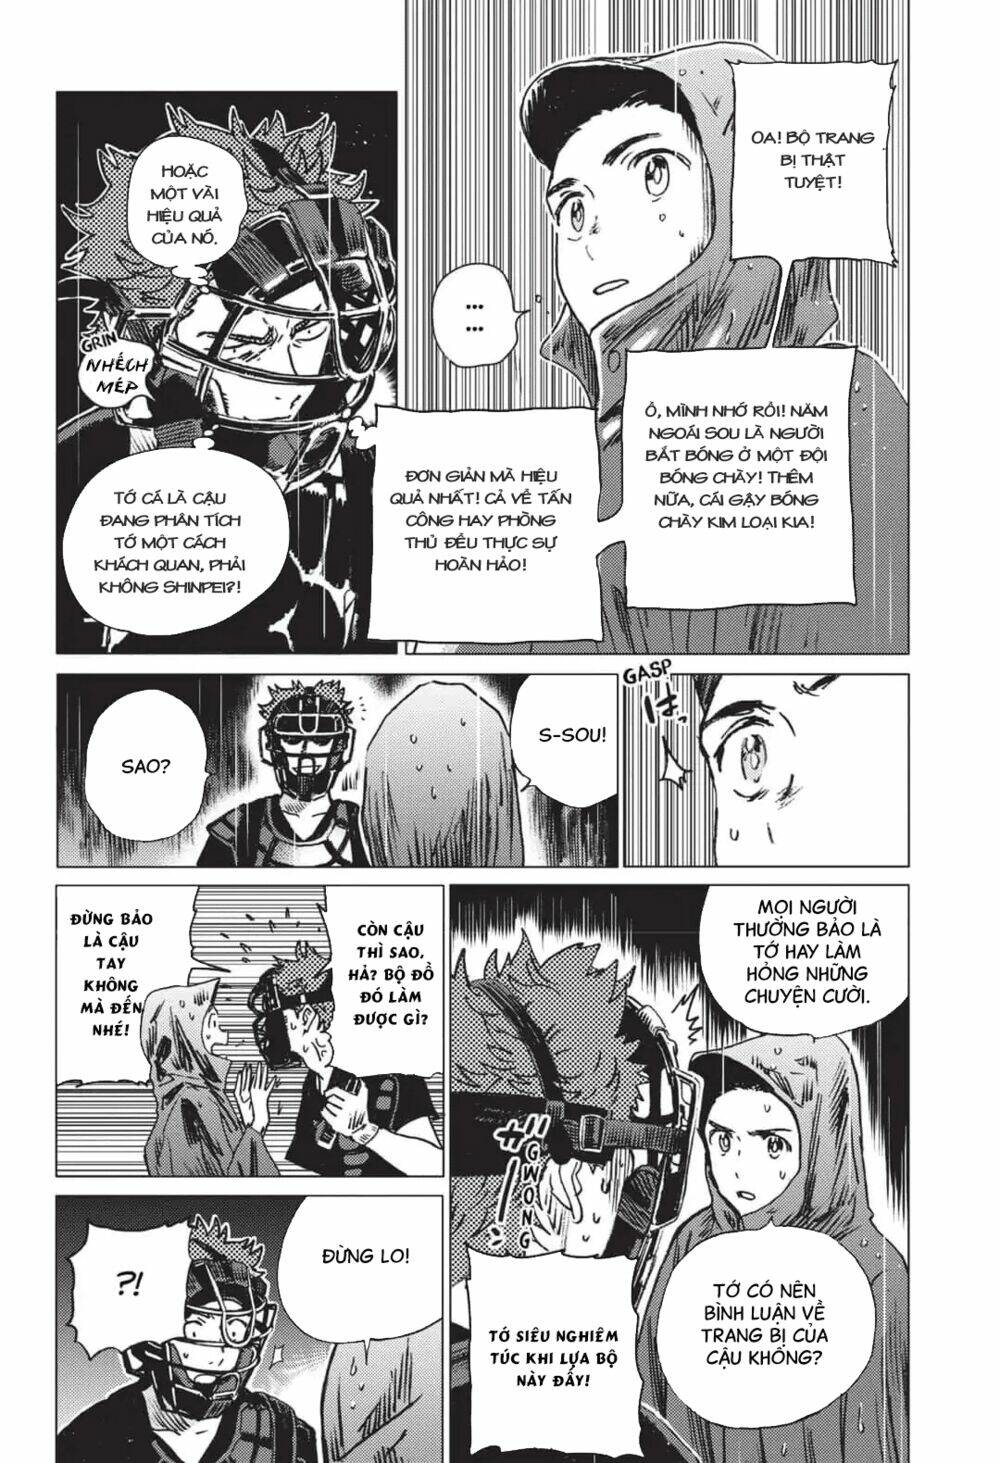 OA! BỘ TRANG
BỊ THẬT
TUYỆT!
...
...
Ồ, MÌNH NHỚ RỒI! NĂM
NGOÁI SOU LÀ NGƯỜI
BẮT BÓNG Ở MỘT ĐỘI
BÓNG CHÀY! THÊM
NỮA, CÁI GẬY BÓNG
CHÀY KIM LOẠI KIA!
ĐƠN GIẢN MÀ HIỆU
QUẢ NHẤT! CẢ VỀ TẤN
CÔNG HAY PHÒNG
THỦ ĐỀU THỰC SỰ
HOÀN HẢO!
HOẶC
MỘT VÀI
HIỆU QUẢ
CỦA NÓ.
GRIN
NHẾCH
MÉP
TỚ CÁ LÀ CẬU
ĐANG PHÂN TÍCH
TỚ MỘT CÁCH
KHÁCH QUAN, PHẢI
KHÔNG SHINPEI?!
GASP
はっ
S-SOU!
SAO?
MỌI NGƯỜI
THƯỜNG BẢO LÀ
TỚ HAY LÀM
HỎNG NHỮNG
CHUYỆN CƯỜI.
TỚ CÓ NÊN
BÌNH LUẬN VỀ
TRANG BỊ CỦA
CẬU KHÔNG?
ガーン
GWONG
TỚ SIÊU NGHIÊM
TÚC KHI LỰA BỘ
NÀY ĐẤY!
CÒN CẬU
THÌ SAO,
HẢ? BỘ ĐỒ
ĐÓ LÀM
ĐƯỢC GÌ?
ĐỪNG BẢO
LÀ CẬU
TAY
KHÔNG
MÀ ĐẾN
NHÉ!
ĐỪNG LO!
?!